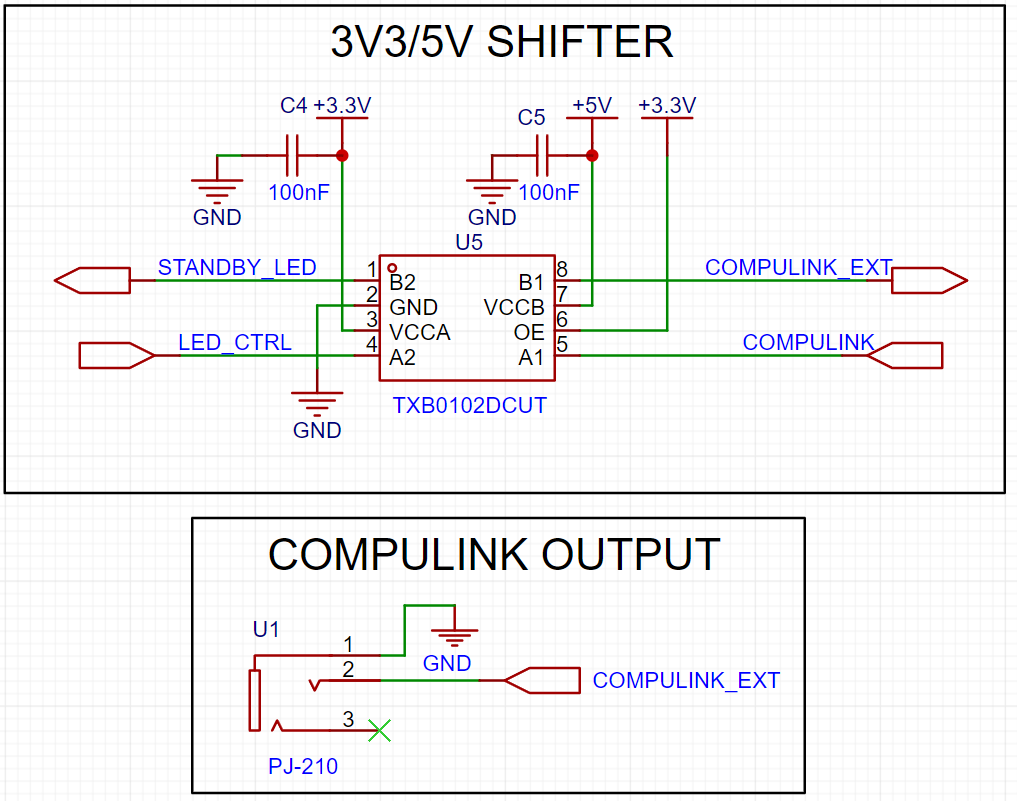 3V3/5V SHIFTER
C4 +3.3V
C5
+5V
+3.3V
100nF
100nF
GND
GND
U5
STANDBY_LED
1
B2
B1
8
COMPULINK_EXT
2
GND
VCCB
7
3
VCCA
OE
6
LED_CTRL
4
A2
A1
5
COMPULINK
TXB0102DCUT
GND
COMPULINK OUTPUT
U1
1
2
GND
COMPULINK_EXT
3
PJ-210